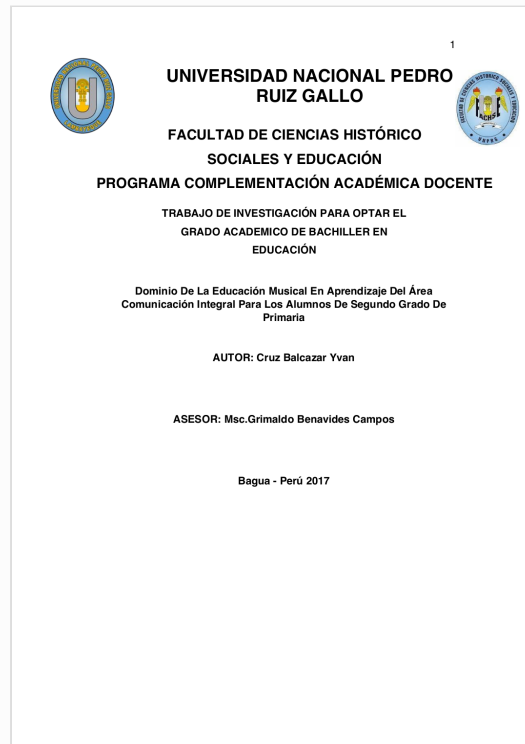 1
UNIVERSIDAD NACIONAL PEDRO
RUIZ GALLO
FACULTAD DE CIENCIAS HISTÓRICO
SOCIALES Y EDUCACIÓN
PROGRAMA COMPLEMENTACIÓN ACADÉMICA DOCENTE
TRABAJO DE INVESTIGACIÓN PARA OPTAR EL
GRADO ACADEMICO DE BACHILLER EN
EDUCACIÓN
Dominio De La Educación Musical En Aprendizaje Del Área
Comunicación Integral Para Los Alumnos De Segundo Grado De
Primaria
AUTOR: Cruz Balcazar Yvan
ASESOR: Msc.Grimaldo Benavides Campos
Bagua - Perú 2017